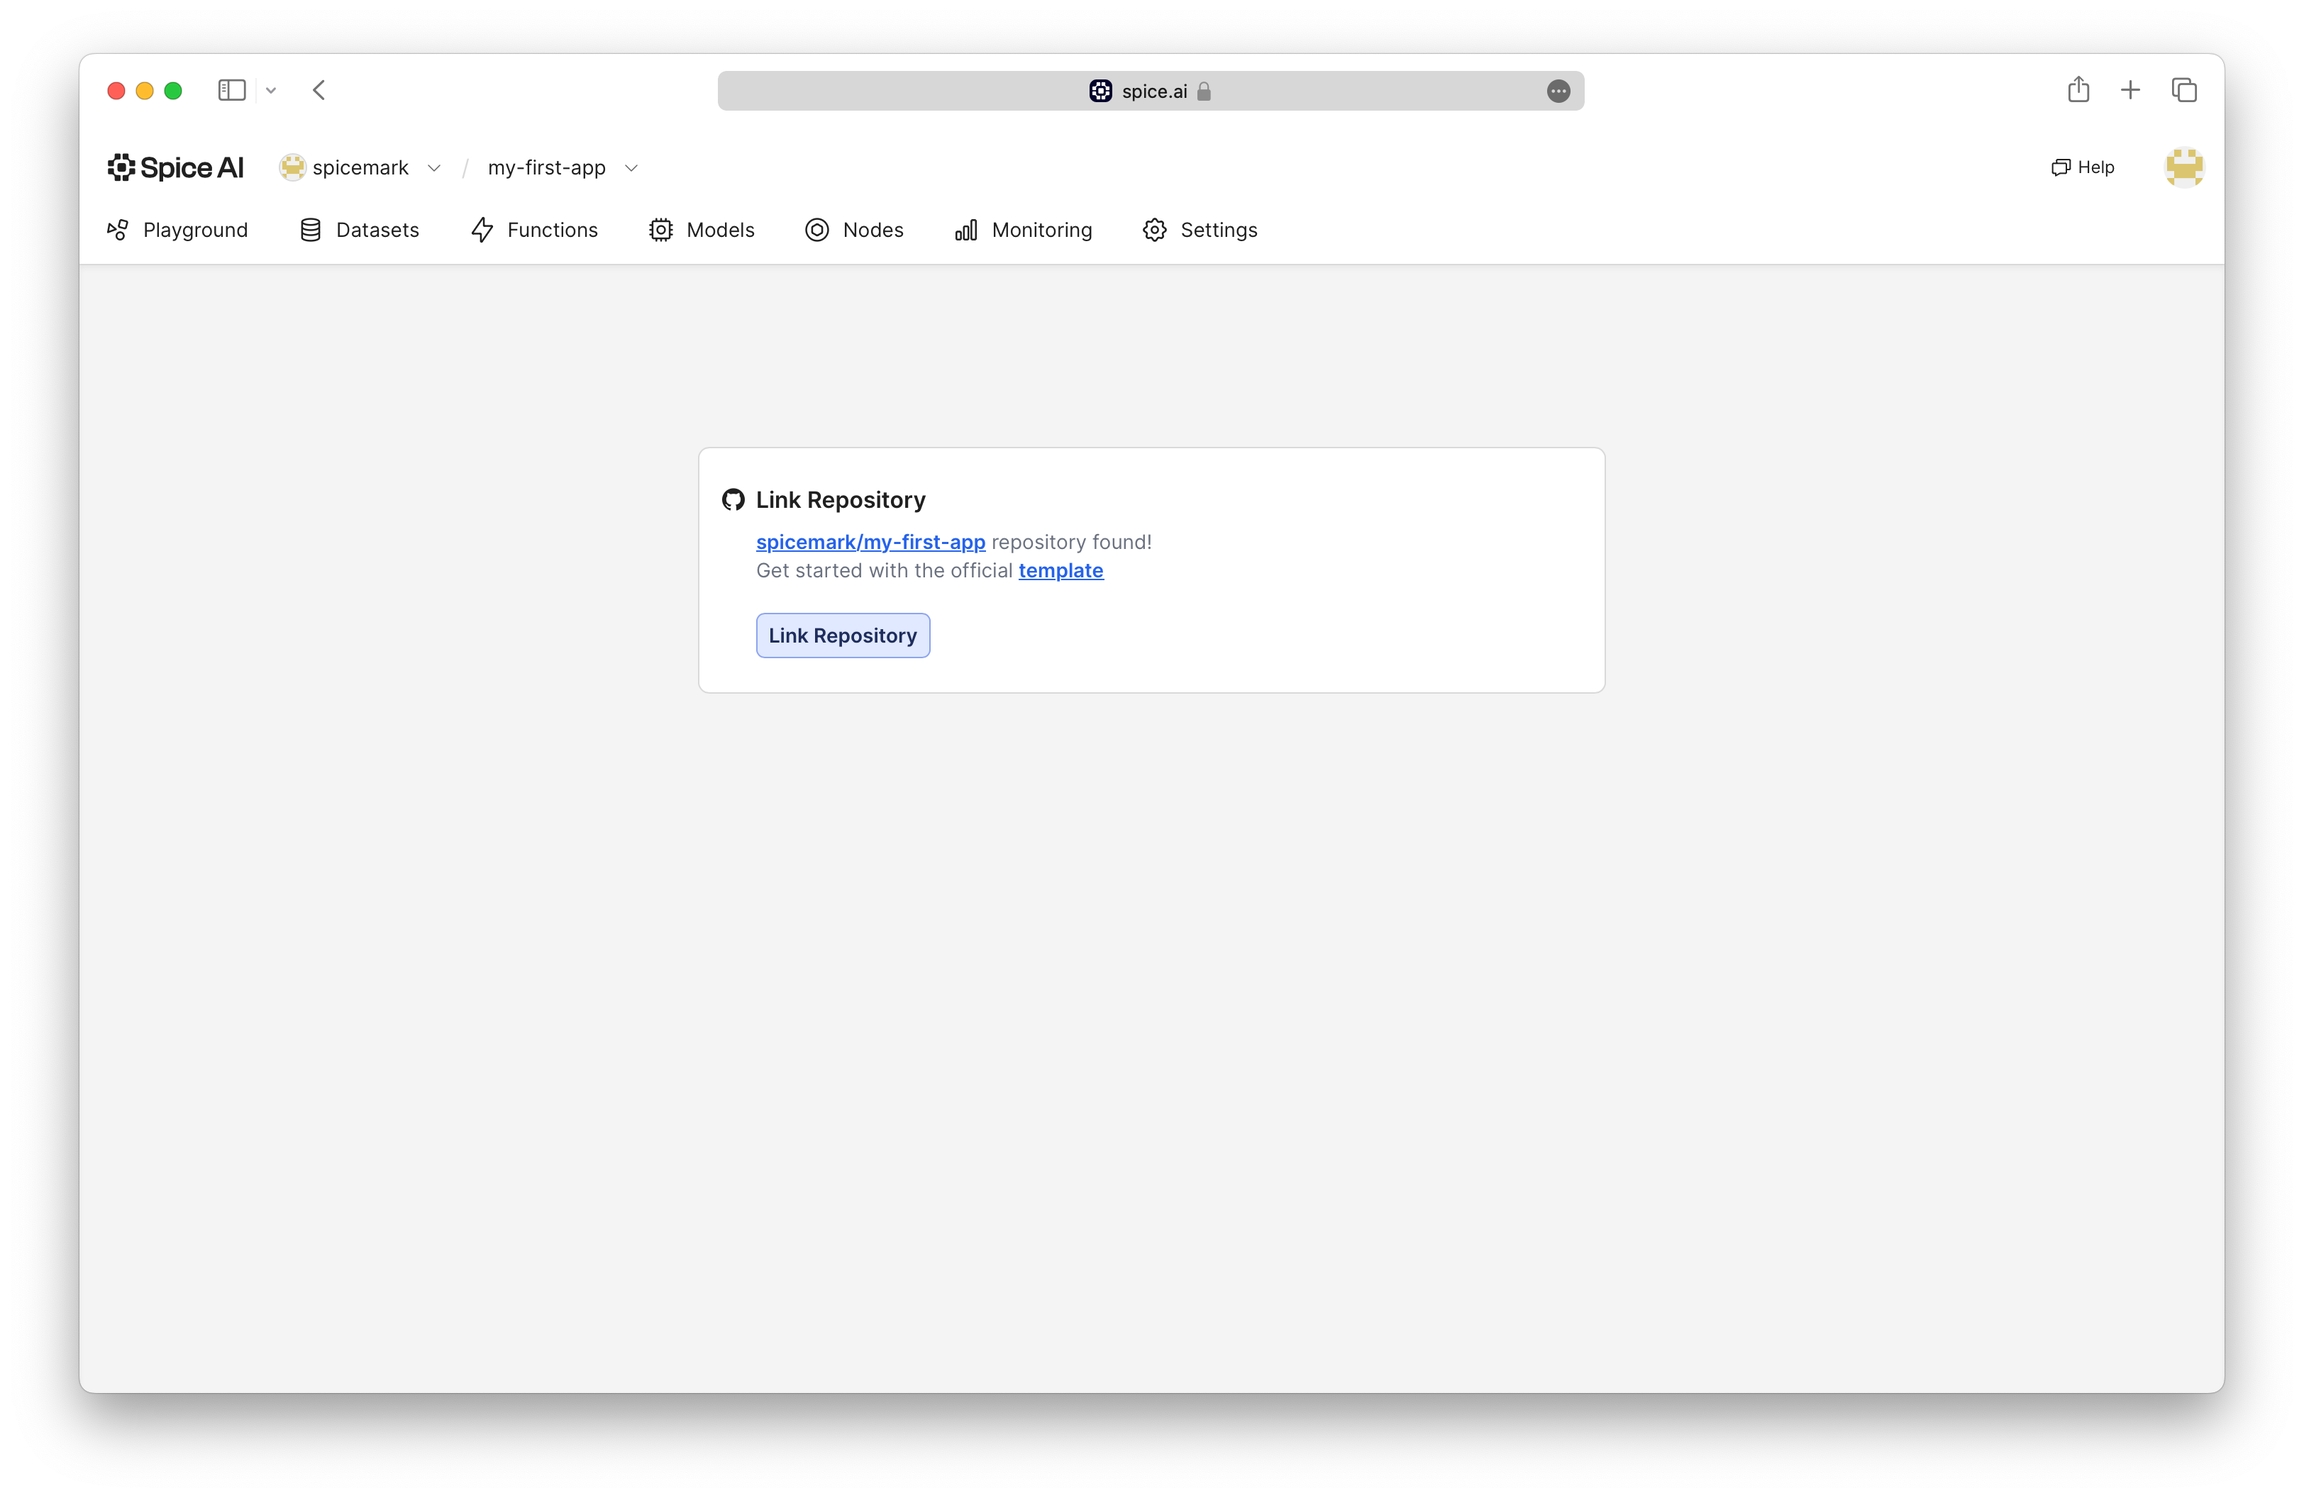 spice.ai
Spice AI spicemark / my-first-app Help
Playground Datasets Functions Models Nodes Monitoring Settings
Link Repository
spicemark/my-first-app repository found!
Get started with the official template
Link Repository